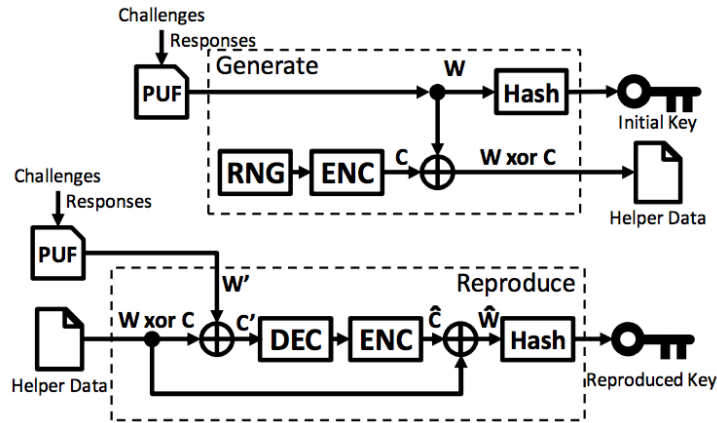 Challenges
Responses
PUF
Generate
W
Hash
Initial Key
RNG
ENC
C
W xor C
Helper Data
Challenges
Responses
PUF
W'
Reproduce
W xor C
C'
DEC
ENC
Ĉ
Ŵ
Hash
Helper Data
Reproduced Key